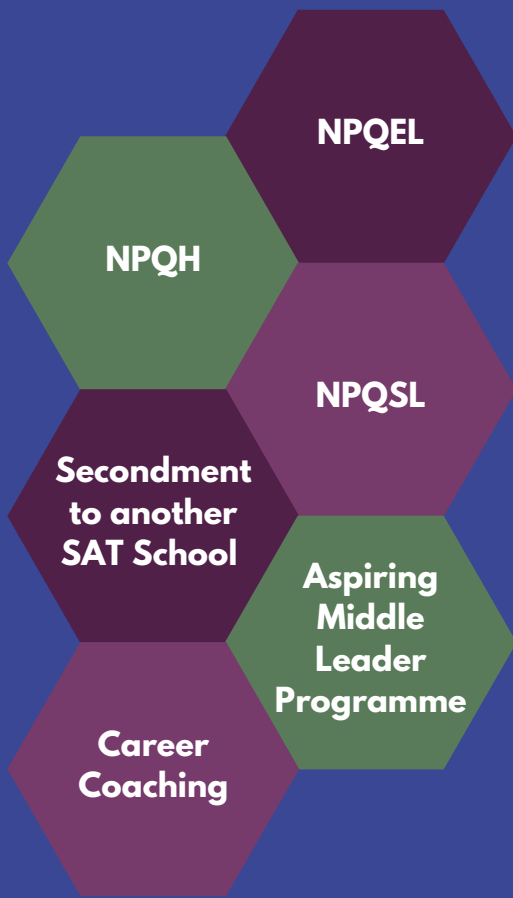 NPQEL
NPQH
NPQSL
Secondment
to another
SAT School
Aspiring
Middle
Leader
Programme
Career
Coaching